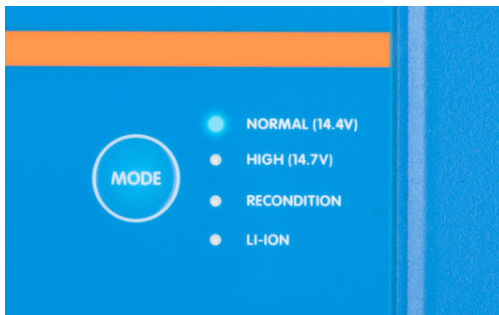 NORMAL (14.4V)
HIGH (14.7V)
MODE
RECONDITION
LI-ION